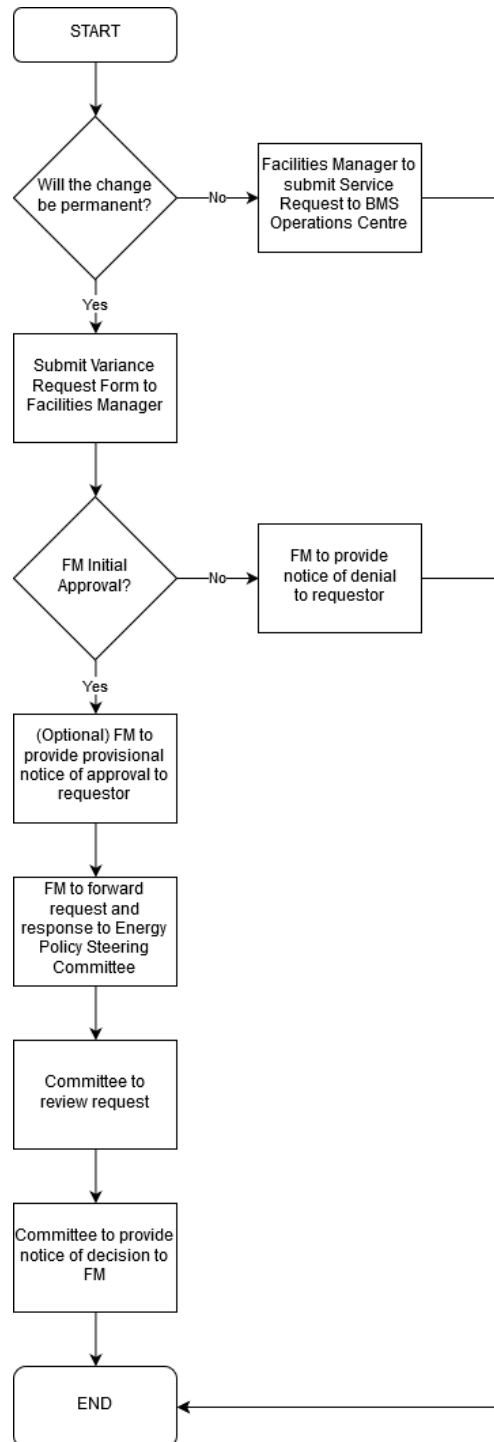 START
Will the change
be permanent?
No
Facilities Manager to
submit Service
Request to BMS
Operations Centre
Yes
Submit Variance
Request Form to
Facilities Manager
FM Initial
Approval?
No
FM to provide
notice of denial
to requestor
Yes
(Optional) FM to
provide provisional
notice of approval to
requestor
FM to forward
request and
response to Energy
Policy Steering
Committee
Committee to
review request
Committee to provide
notice of decision to
FM
END